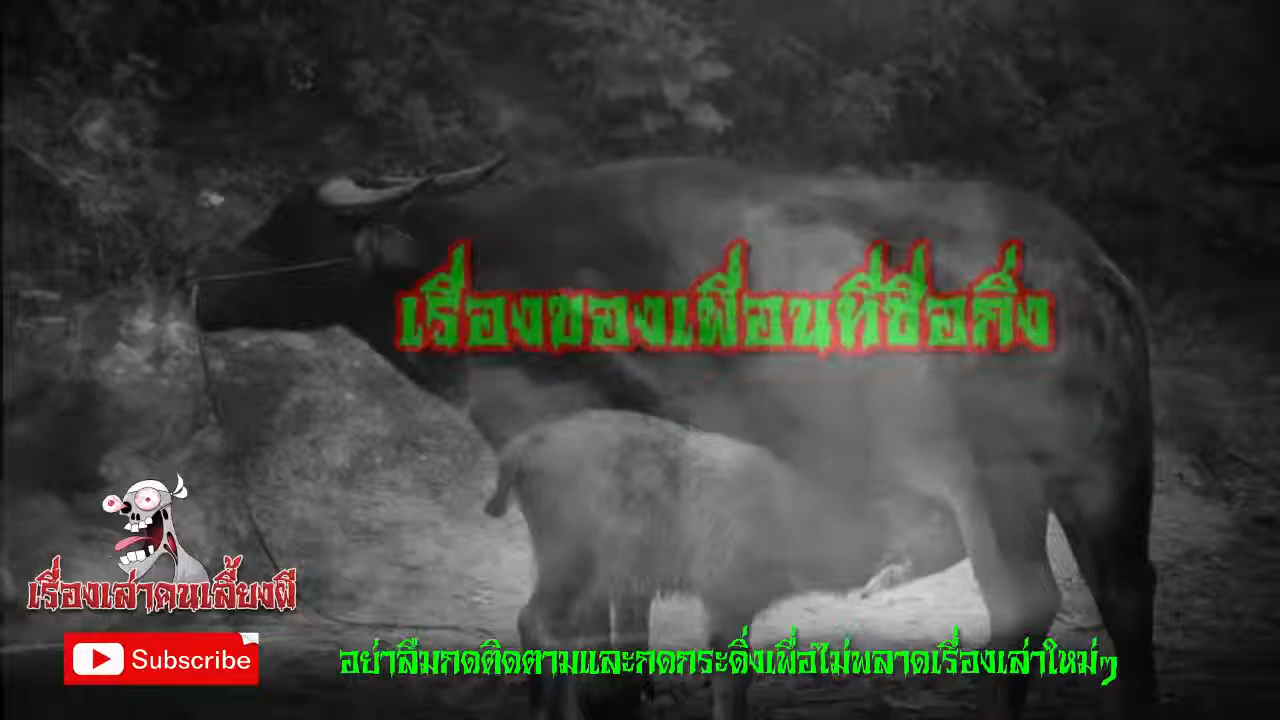 เรื่องของเพื่อนที่ชื่อกิ่ง
เรื่องเล่าคนเลี้ยงผี
Subscribe
อย่าลืมกดติดตามและกดกระดิ่งเพื่อไม่พลาดเรื่องเล่าใหม่ๆ